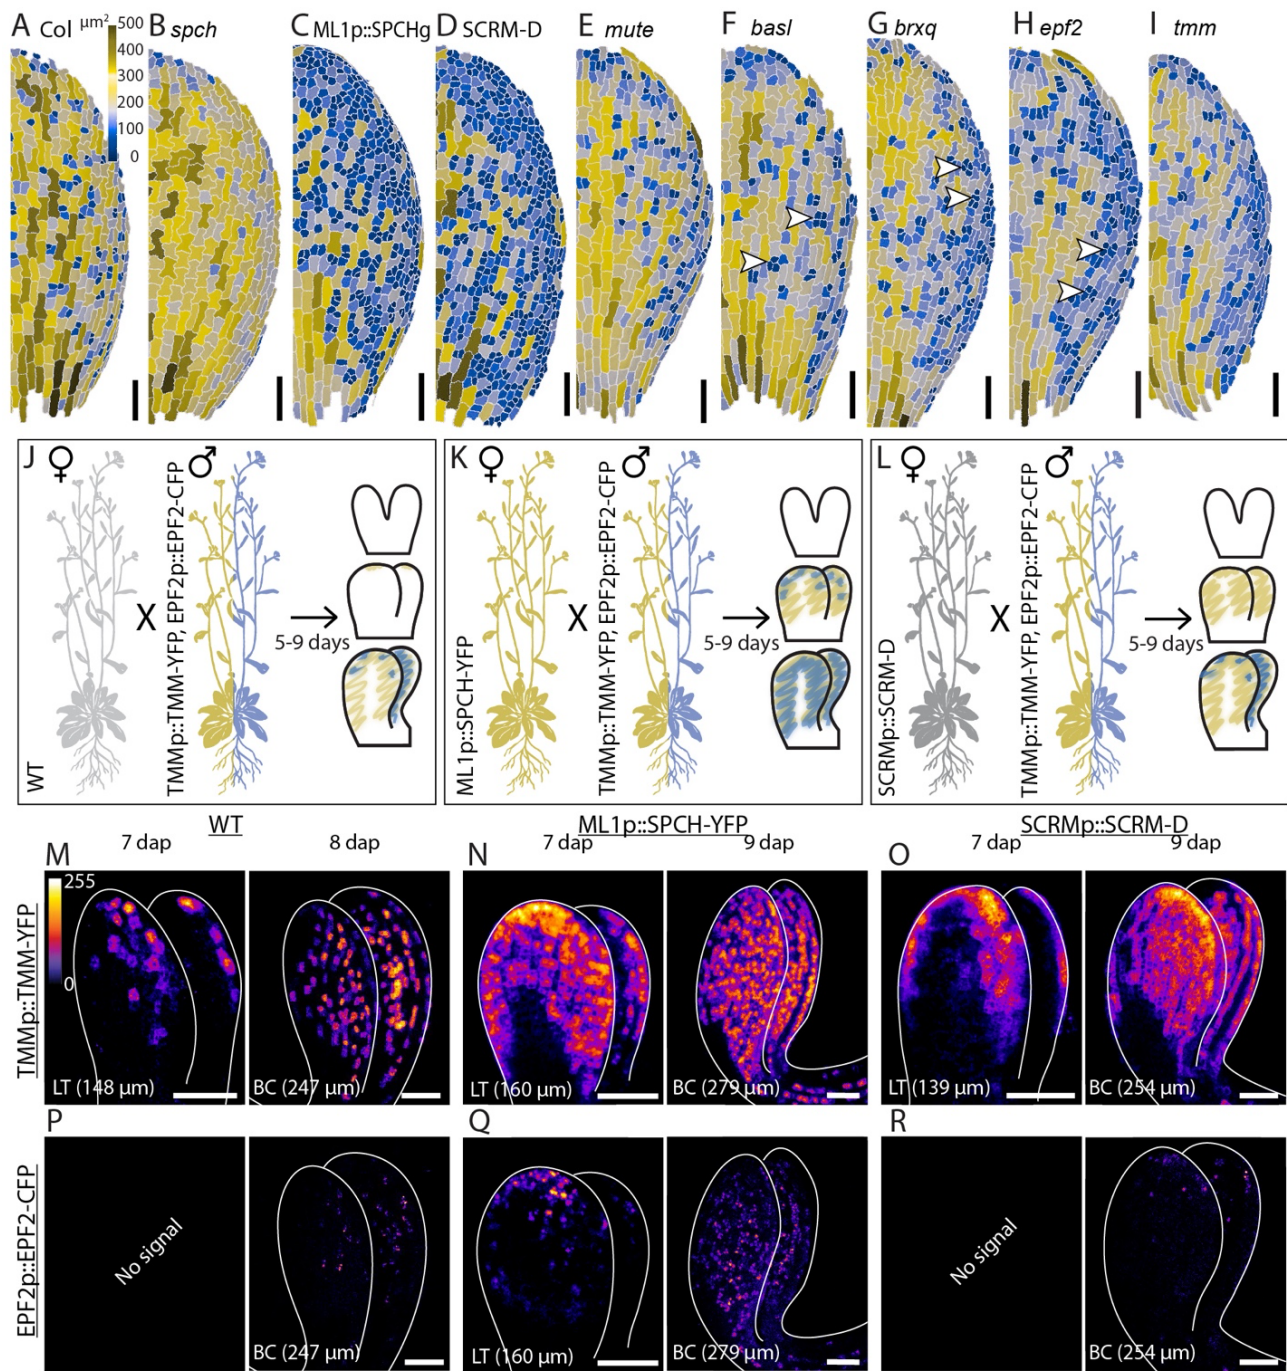 A Col
µm² 500
400
300
200
100
0
B spch
C ML1p::SPCHg
D SCRM-D
E mute
F basl
G brxq
H epf2
I tmm
J ♀ ♂
WT
X
TMMp::TMM-YFP, EPF2p::EPF2-CFP
5-9 days
K ♀ ♂
ML1p::SPCH-YFP
X
TMMp::TMM-YFP, EPF2p::EPF2-CFP
5-9 days
L ♀ ♂
SCRMp::SCRM-D
X
TMMp::TMM-YFP, EPF2p::EPF2-CFP
5-9 days
WT
7 dap 8 dap
ML1p::SPCH-YFP
7 dap 9 dap
SCRMp::SCRM-D
7 dap 9 dap
TMMp::TMM-YFP
M
255
0
LT (148 µm)
BC (247 µm)
N
LT (160 µm)
BC (279 µm)
O
LT (139 µm)
BC (254 µm)
EPF2p::EPF2-CFP
P
No signal
BC (247 µm)
Q
LT (160 µm)
BC (279 µm)
R
No signal
BC (254 µm)